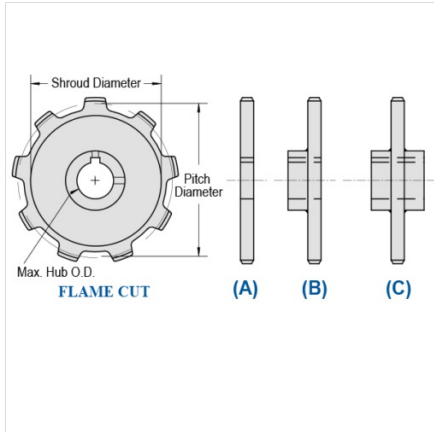 Shroud Diameter
Pitch
Diameter
Max. Hub O.D.
FLAME CUT
(A)
(B)
(C)